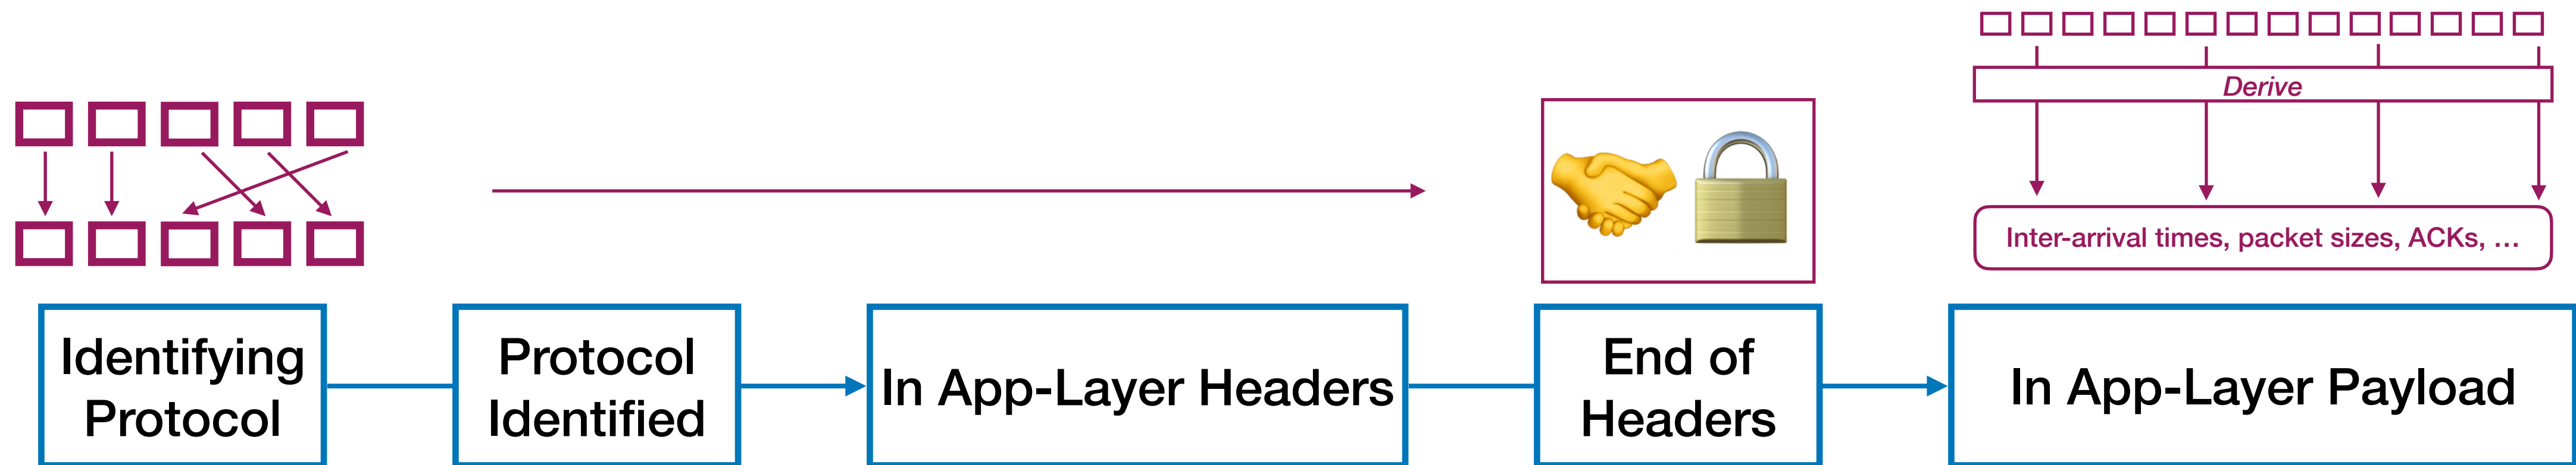 Derive
Inter-arrival times, packet sizes, ACKs, …
Identifying
Protocol
Protocol
Identified
In App-Layer Headers
End of
Headers
In App-Layer Payload